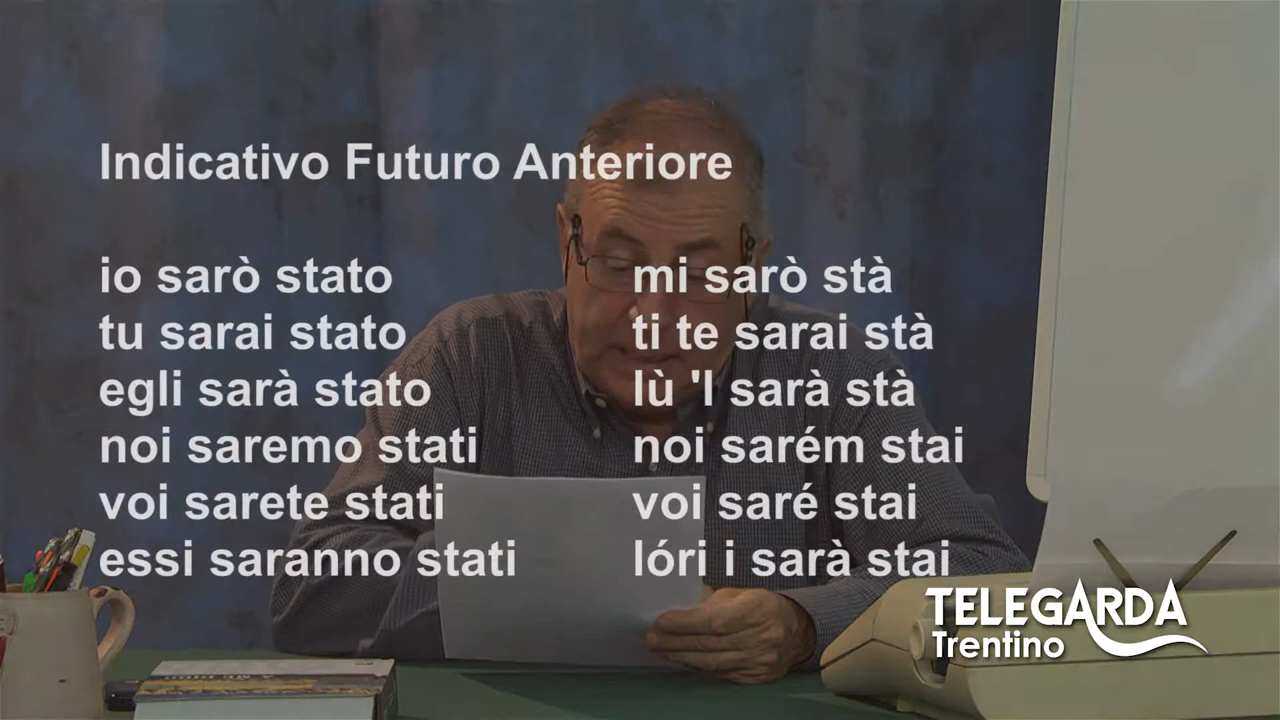 Indicativo Futuro Anteriore
io sarò stato mi sarò stà
tu sarai stato ti te sarai stà
egli sarà stato lù 'l sarà stà
noi saremo stati noi sarém stai
voi sarete stati voi saré stai
essi saranno stati lóri i sarà stai
TELEGARDA
Trentino